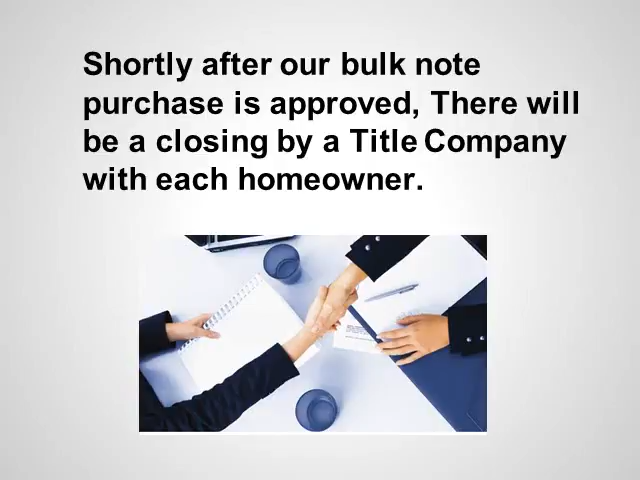 Shortly after our bulk note
purchase is approved, There will
be a closing by a Title Company
with each homeowner.